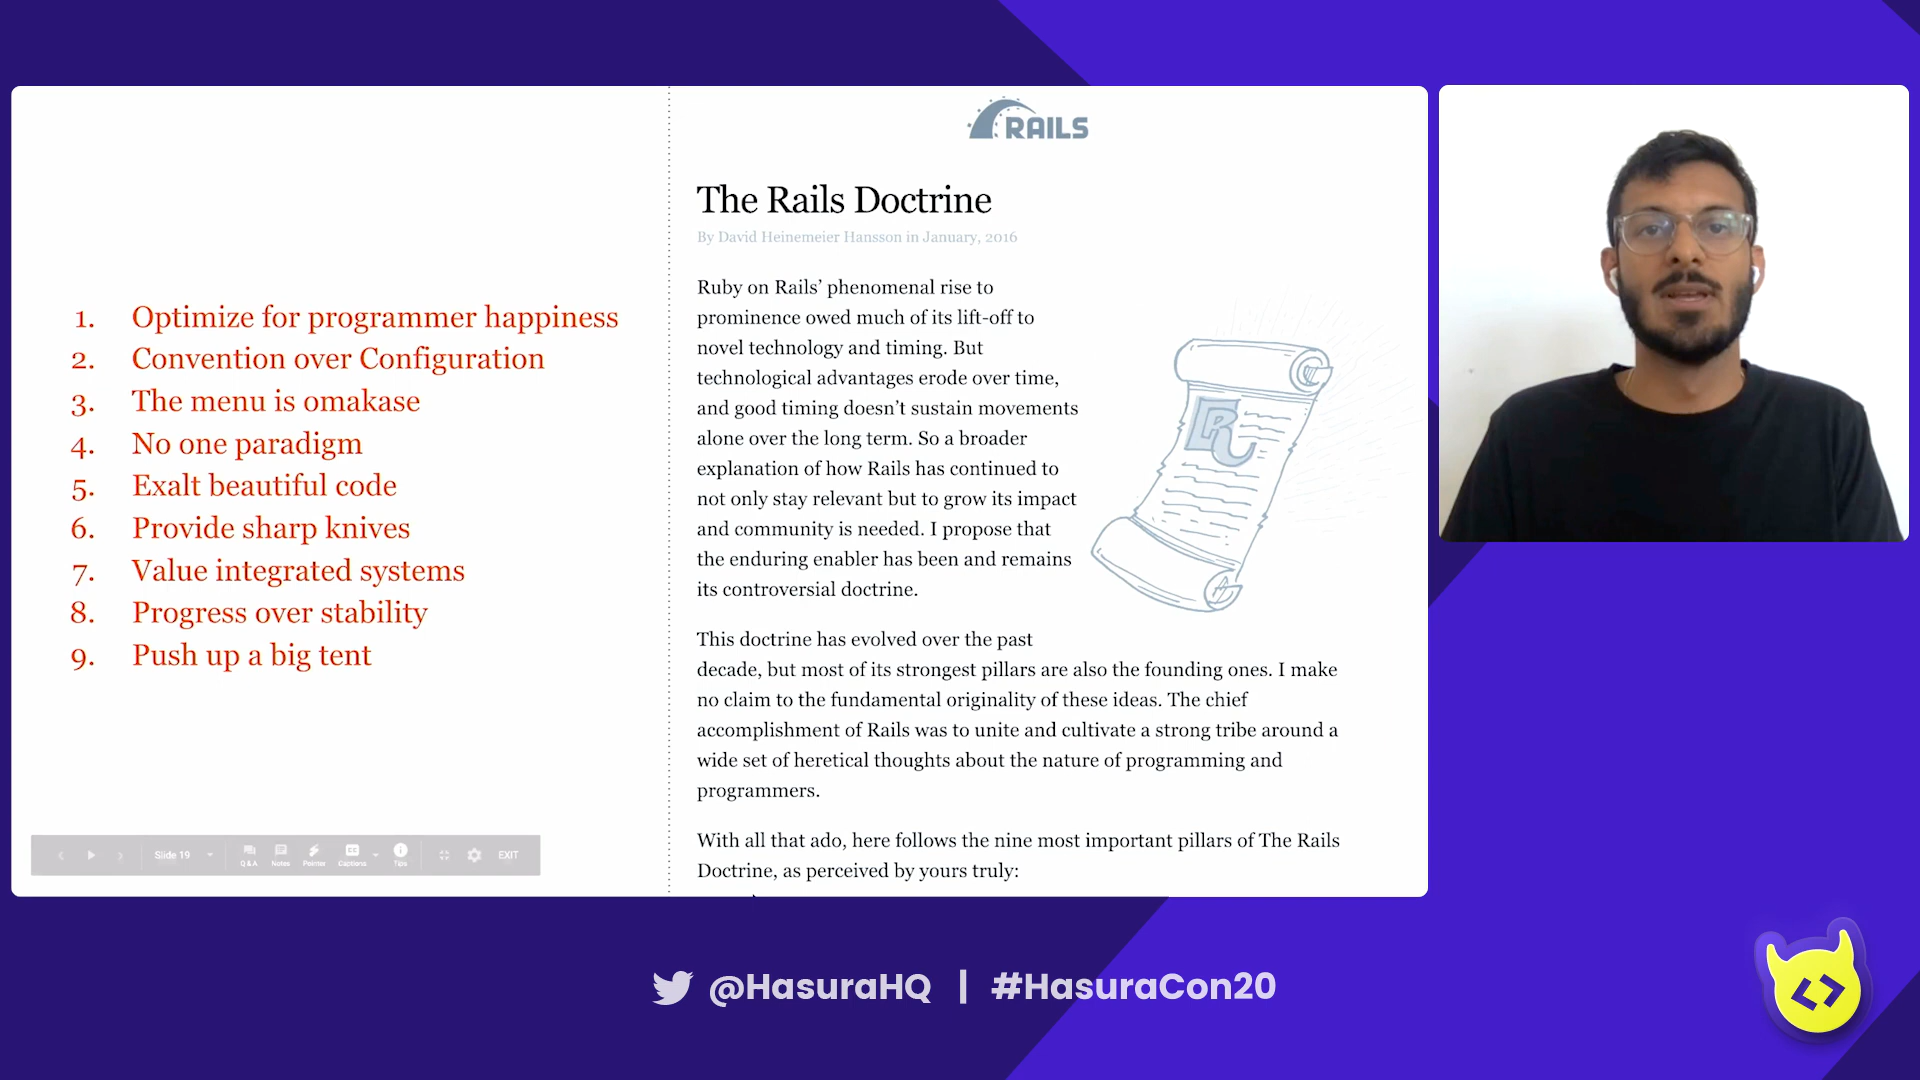 1. Optimize for programmer happiness
2. Convention over Configuration
3. The menu is omakase
4. No one paradigm
5. Exalt beautiful code
6. Provide sharp knives
7. Value integrated systems
8. Progress over stability
9. Push up a big tent
Slide 19
Q&A
Notes
Pointer
Captions
Tips
EXIT
RAILS
The Rails Doctrine
By David Heinemeier Hansson in January, 2016
Ruby on Rails’ phenomenal rise to
prominence owed much of its lift-off to
novel technology and timing. But
technological advantages erode over time,
and good timing doesn’t sustain movements
alone over the long term. So a broader
explanation of how Rails has continued to
not only stay relevant but to grow its impact
and community is needed. I propose that
the enduring enabler has been and remains
its controversial doctrine.
This doctrine has evolved over the past
decade, but most of its strongest pillars are also the founding ones. I make
no claim to the fundamental originality of these ideas. The chief
accomplishment of Rails was to unite and cultivate a strong tribe around a
wide set of heretical thoughts about the nature of programming and
programmers.
With all that ado, here follows the nine most important pillars of The Rails
Doctrine, as perceived by yours truly:
@HasuraHQ | #HasuraCon20